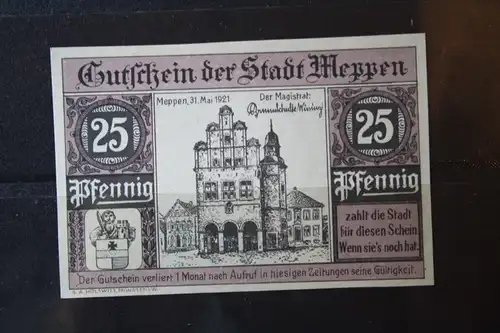 Gutschein der Stadt Meppen
Meppen, 31. Mai 1921 Der Magistrat:
25 25
Pfennig Pfennig
zahlt die Stadt
für diesen Schein
Wenn sie's noch hat.
Der Gutschein verliert 1 Monat nach Aufruf in hiesigen Zeitungen seine Gültigkeit.